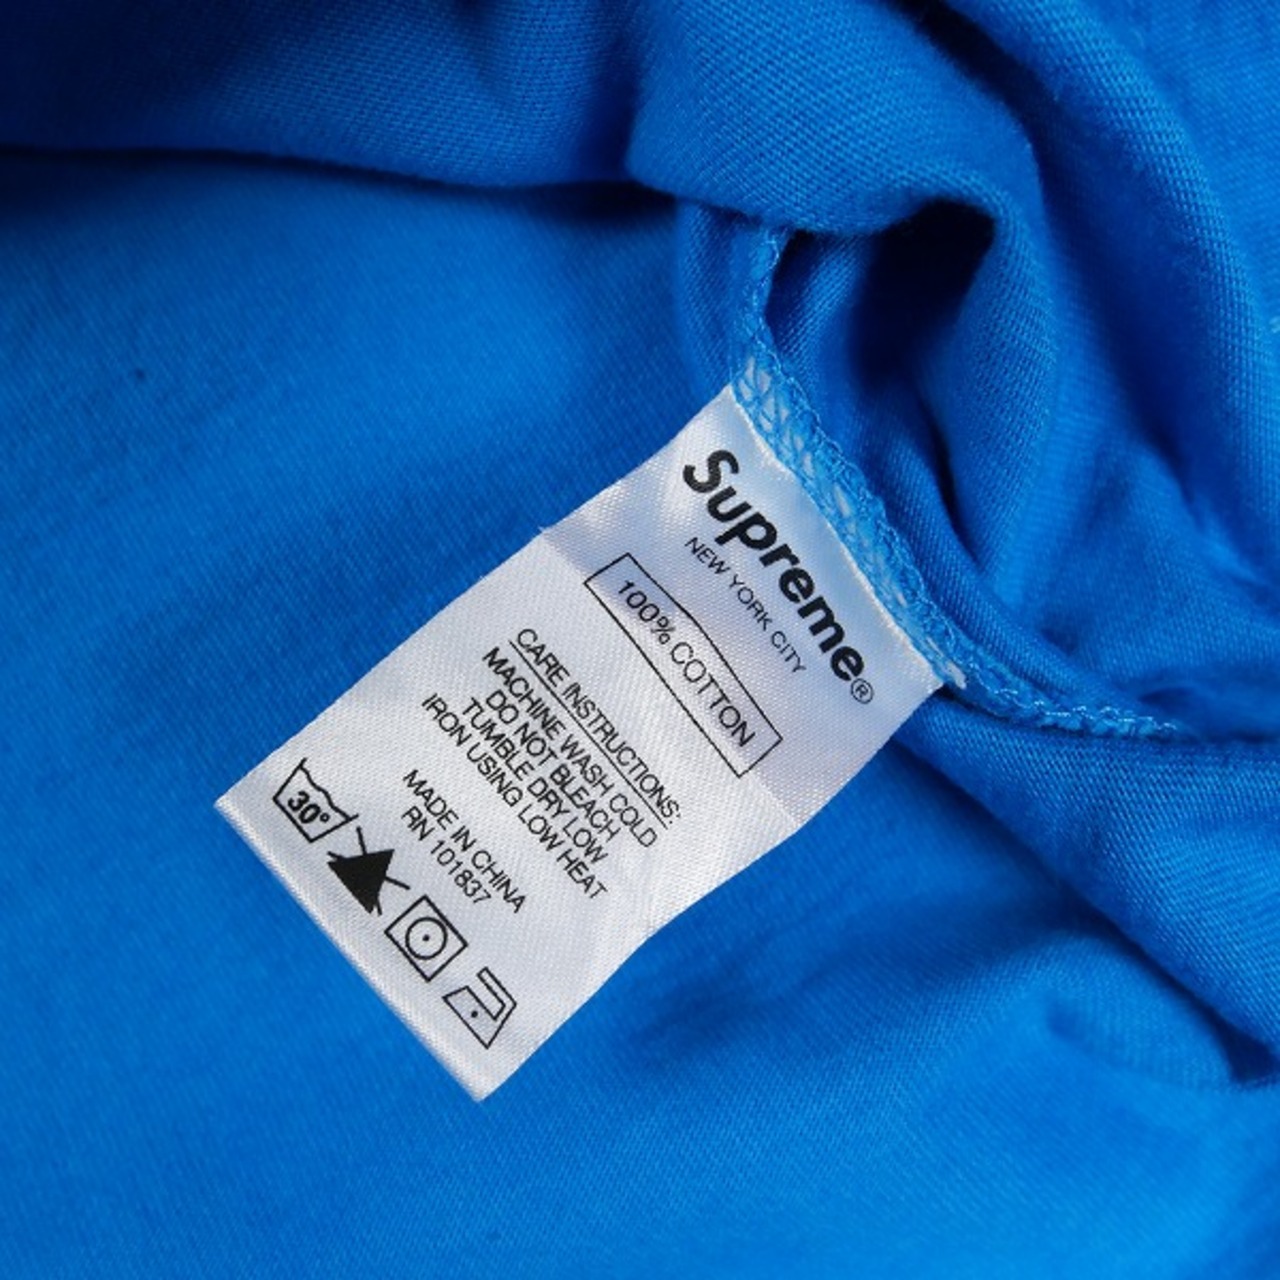 Supreme®
NEW YORK CITY
100% COTTON
CARE INSTRUCTIONS:
MACHINE WASH COLD
DO NOT BLEACH
TUMBLE DRY LOW
IRON USING LOW HEAT
MADE IN CHINA
RN 101837
30°